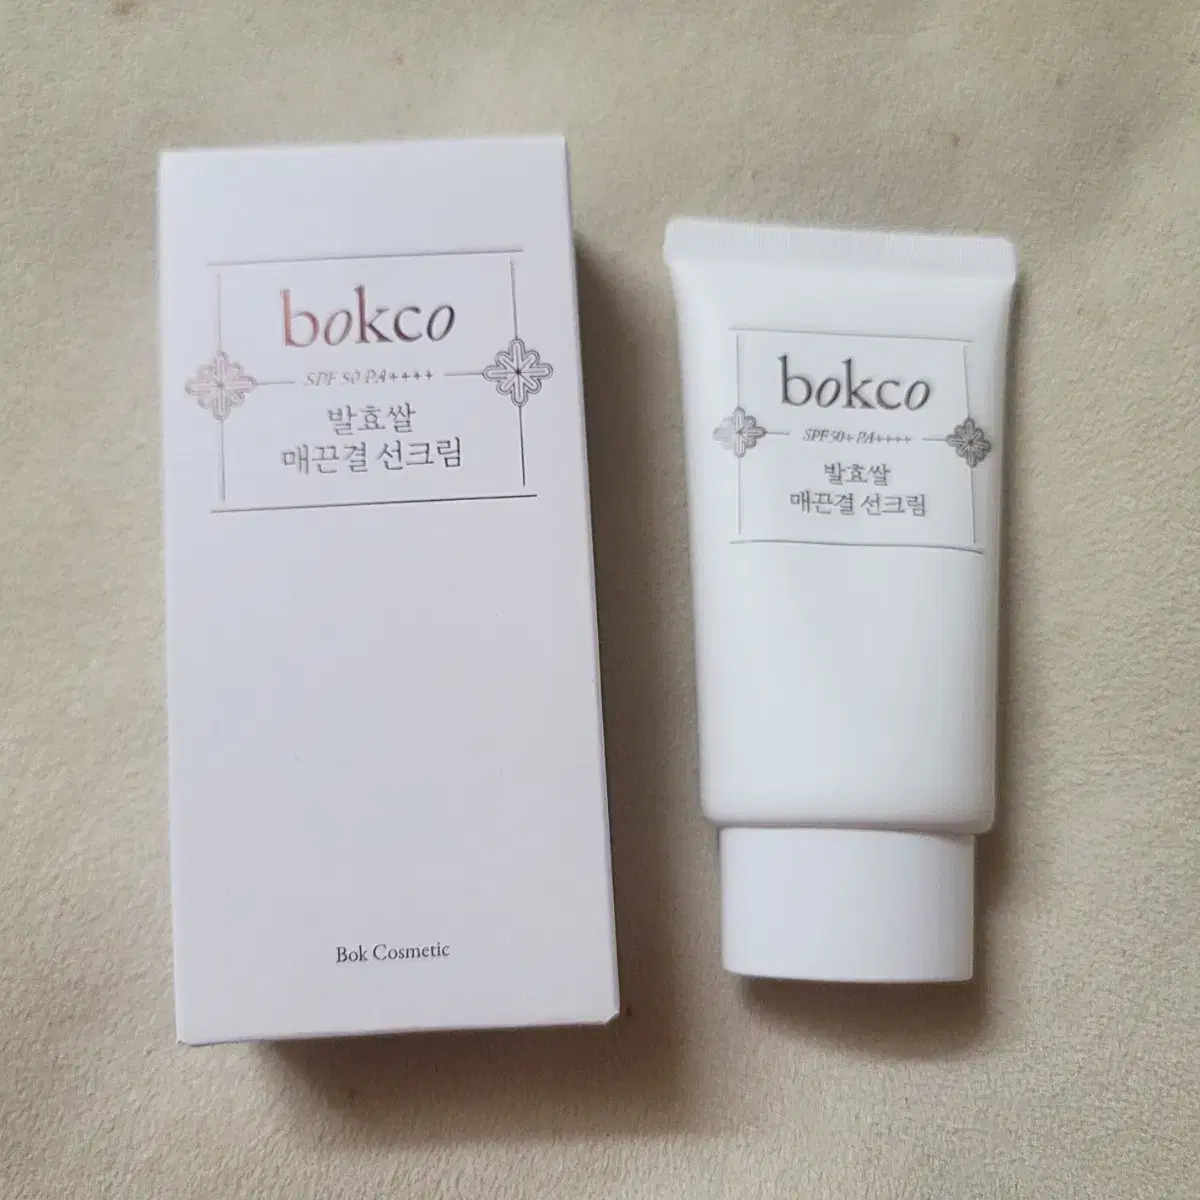 bokco
SPF 50 PA++++
발효쌀
매끈결 선크림
Bok Cosmetic
bokco
SPF50+ PA++++
발효쌀
매끈결 선크림